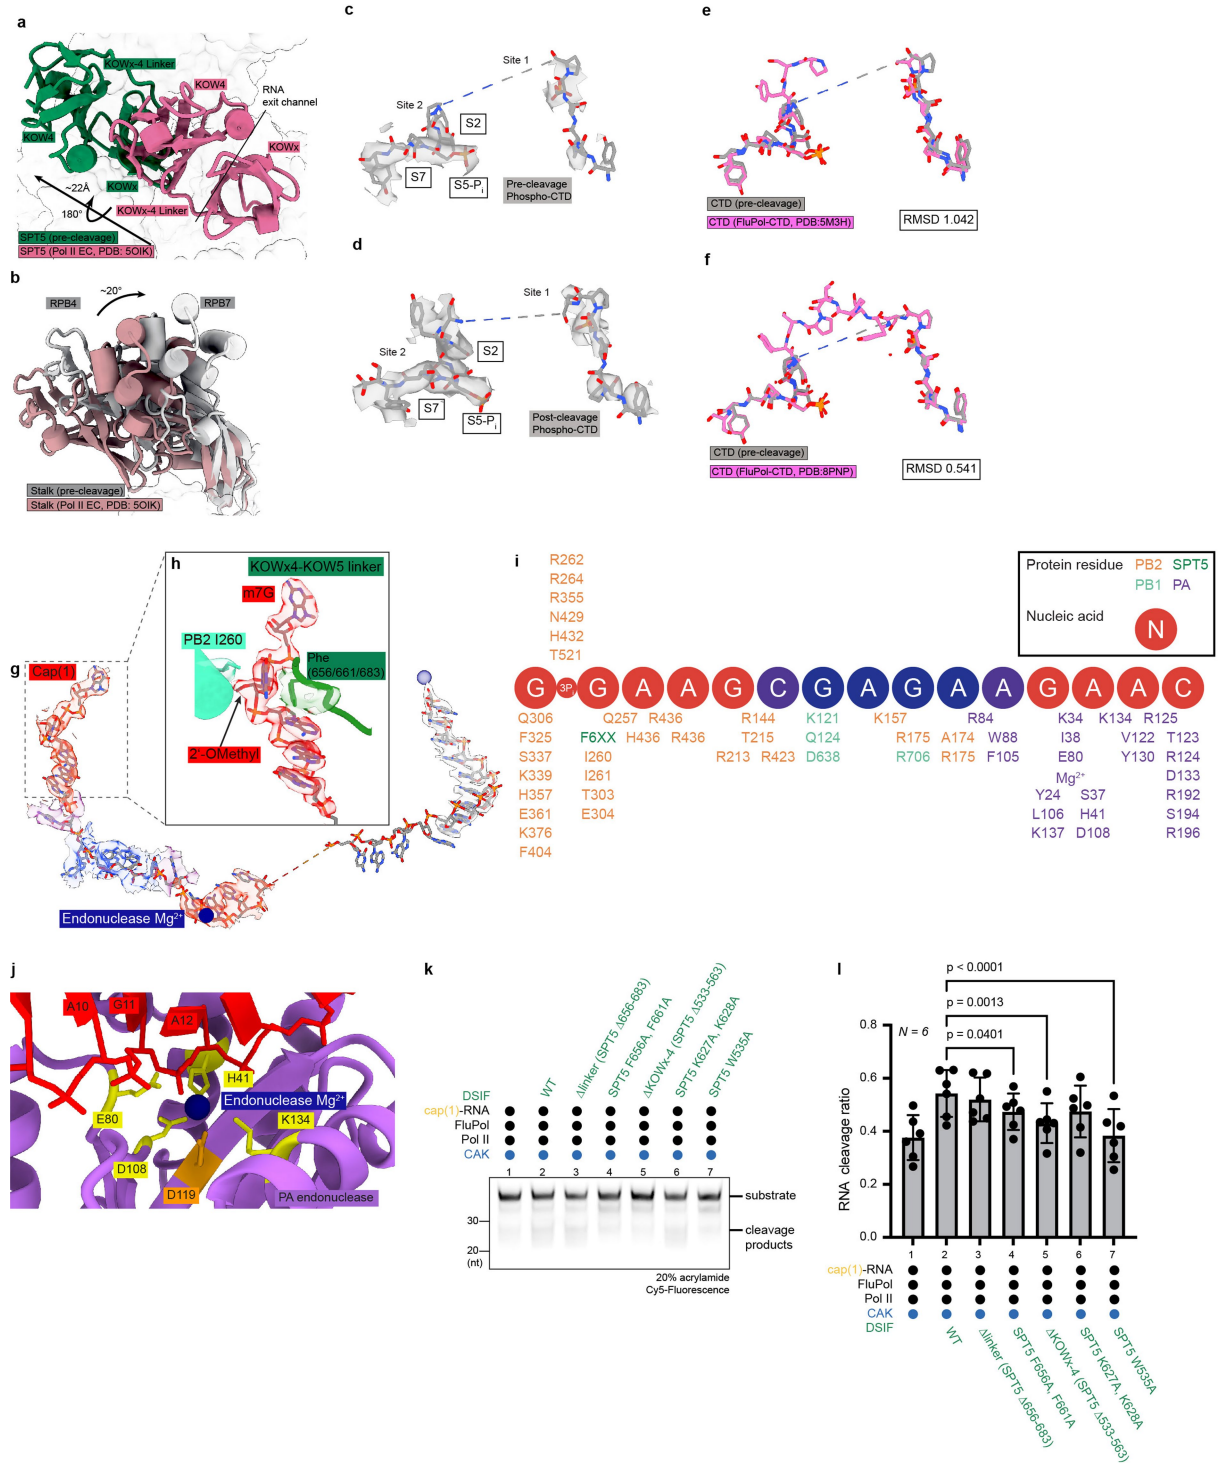 a
KOWx-4 Linker
KOW4
RNA
exit channel
KOW4
KOWx
KOWx
~22Å
180°
KOWx-4 Linker
SPT5 (pre-cleavage)
SPT5 (Pol II EC, PDB: 5OIK)
b
RPB4
~20°
RPB7
Stalk (pre-cleavage)
Stalk (Pol II EC, PDB: 5OIK)
c
Site 1
Site 2
S2
S7
S5-Pi
Pre-cleavage
Phospho-CTD
d
Site 1
Site 2
S2
S7
S5-Pi
Post-cleavage
Phospho-CTD
e
CTD (pre-cleavage)
CTD (FluPol-CTD, PDB:5M3H)
RMSD 1.042
f
CTD (pre-cleavage)
CTD (FluPol-CTD, PDB:8PNP)
RMSD 0.541
g
Cap(1)
Endonuclease Mg2+
h
KOWx4-KOW5 linker
m7G
PB2 I260
Phe
(656/661/683)
2'-OMethyl
i
R262
R264
R355
N429
H432
T521
Protein residue PB2 SPT5
PB1 PA
Nucleic acid
N
G 3P G A A G C G A G A A G A A C
Q306 Q257 R436 R144 K121 K157 R84 K34 K134 R125
F325 F6XX H436 R436 T215 Q124 R175 A174 W88 I38 V122 T123
S337 I260 R213 R423 D638 R706 R175 F105 E80 Y130 R124
K339 I261 Mg2+ D133
H357 T303 Y24 S37 R192
E361 E304 L106 H41 S194
K376 K137 D108 R196
F404
j
A10
G11
A12
H41
Endonuclease Mg2+
E80
K134
D108
D119
PA endonuclease
k
DSIF
WT
Δlinker (SPT5 Δ656-683)
SPT5 F656A, F661A
ΔKOWx-4 (SPT5 Δ533-563)
SPT5 K627A, K628A
SPT5 W535A
cap(1)-RNA
FluPol
Pol II
CAK
1 2 3 4 5 6 7
substrate
30
cleavage
products
20
(nt)
20% acrylamide
Cy5-Fluorescence
l
p < 0.0001
p = 0.0013
p = 0.0401
N = 6
RNA cleavage ratio
0.8
0.6
0.4
0.2
0.0
1 2 3 4 5 6 7
cap(1)-RNA
FluPol
Pol II
CAK
DSIF
WT
Δlinker (SPT5 Δ656-683)
SPT5 F656A, F661A
ΔKOWx-4 (SPT5 Δ533-563)
SPT5 K627A, K628A
SPT5 W535A